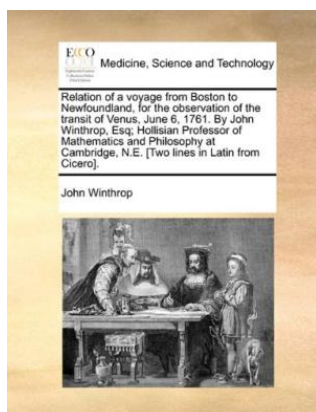 ECCO
Medicine, Science and Technology
Relation of a voyage from Boston to
Newfoundland, for the observation of the
transit of Venus, June 6, 1761. By John
Winthrop, Esq; Hollisian Professor of
Mathematics and Philosophy at
Cambridge, N.E. [Two lines in Latin from
Cicero].
John Winthrop